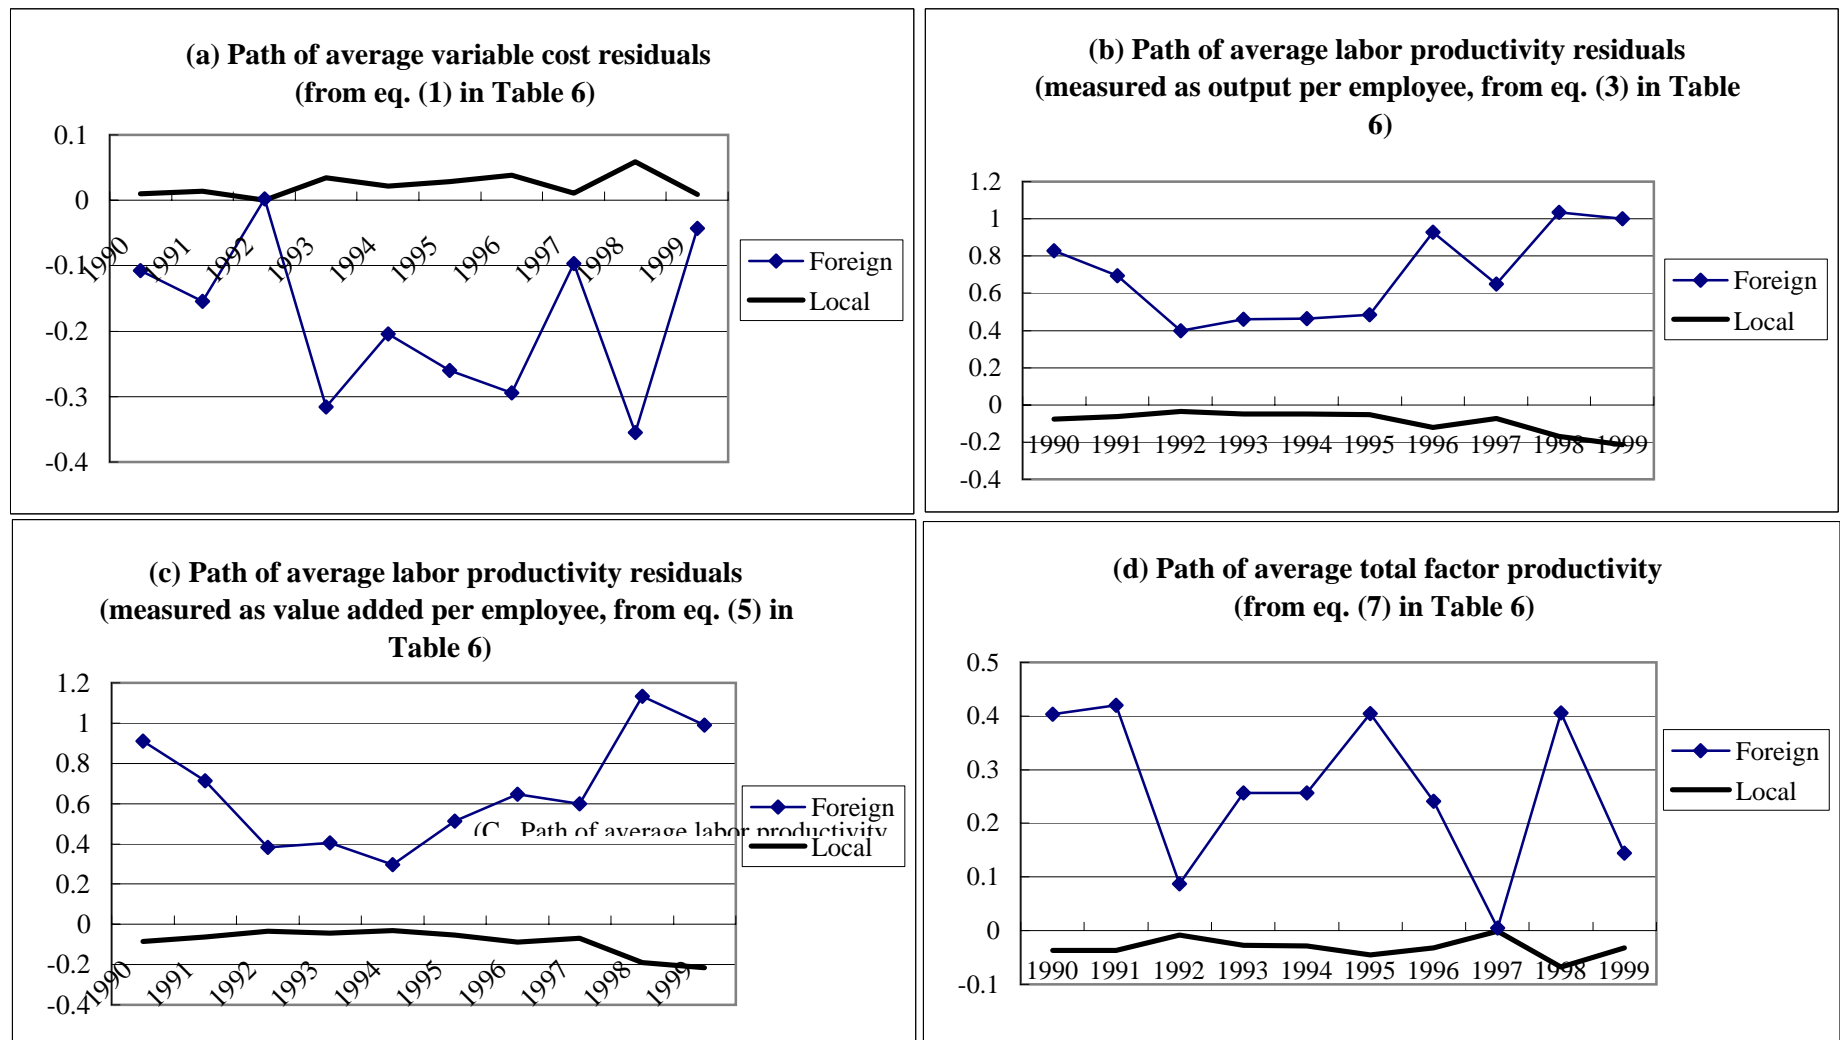 (a) Path of average variable cost residuals
(from eq. (1) in Table 6)
0.1
0
-0.1
-0.2
-0.3
-0.4
1990
1991
1992
1993
1994
1995
1996
1997
1998
1999
Foreign
Local
(b) Path of average labor productivity residuals
(measured as output per employee, from eq. (3) in Table
6)
1.2
1
0.8
0.6
0.4
0.2
0
-0.2
-0.4
1990 1991 1992 1993 1994 1995 1996 1997 1998 1999
Foreign
Local
(c) Path of average labor productivity residuals
(measured as value added per employee, from eq. (5) in
Table 6)
1.2
1
0.8
0.6
0.4
0.2
0
-0.2
-0.4
1990
1991
1992
1993
1994
1995
1996
1997
1998
1999
(C Path of average labor productivity
Foreign
Local
(d) Path of average total factor productivity
(from eq. (7) in Table 6)
0.5
0.4
0.3
0.2
0.1
0
-0.1
1990 1991 1992 1993 1994 1995 1996 1997 1998 1999
Foreign
Local